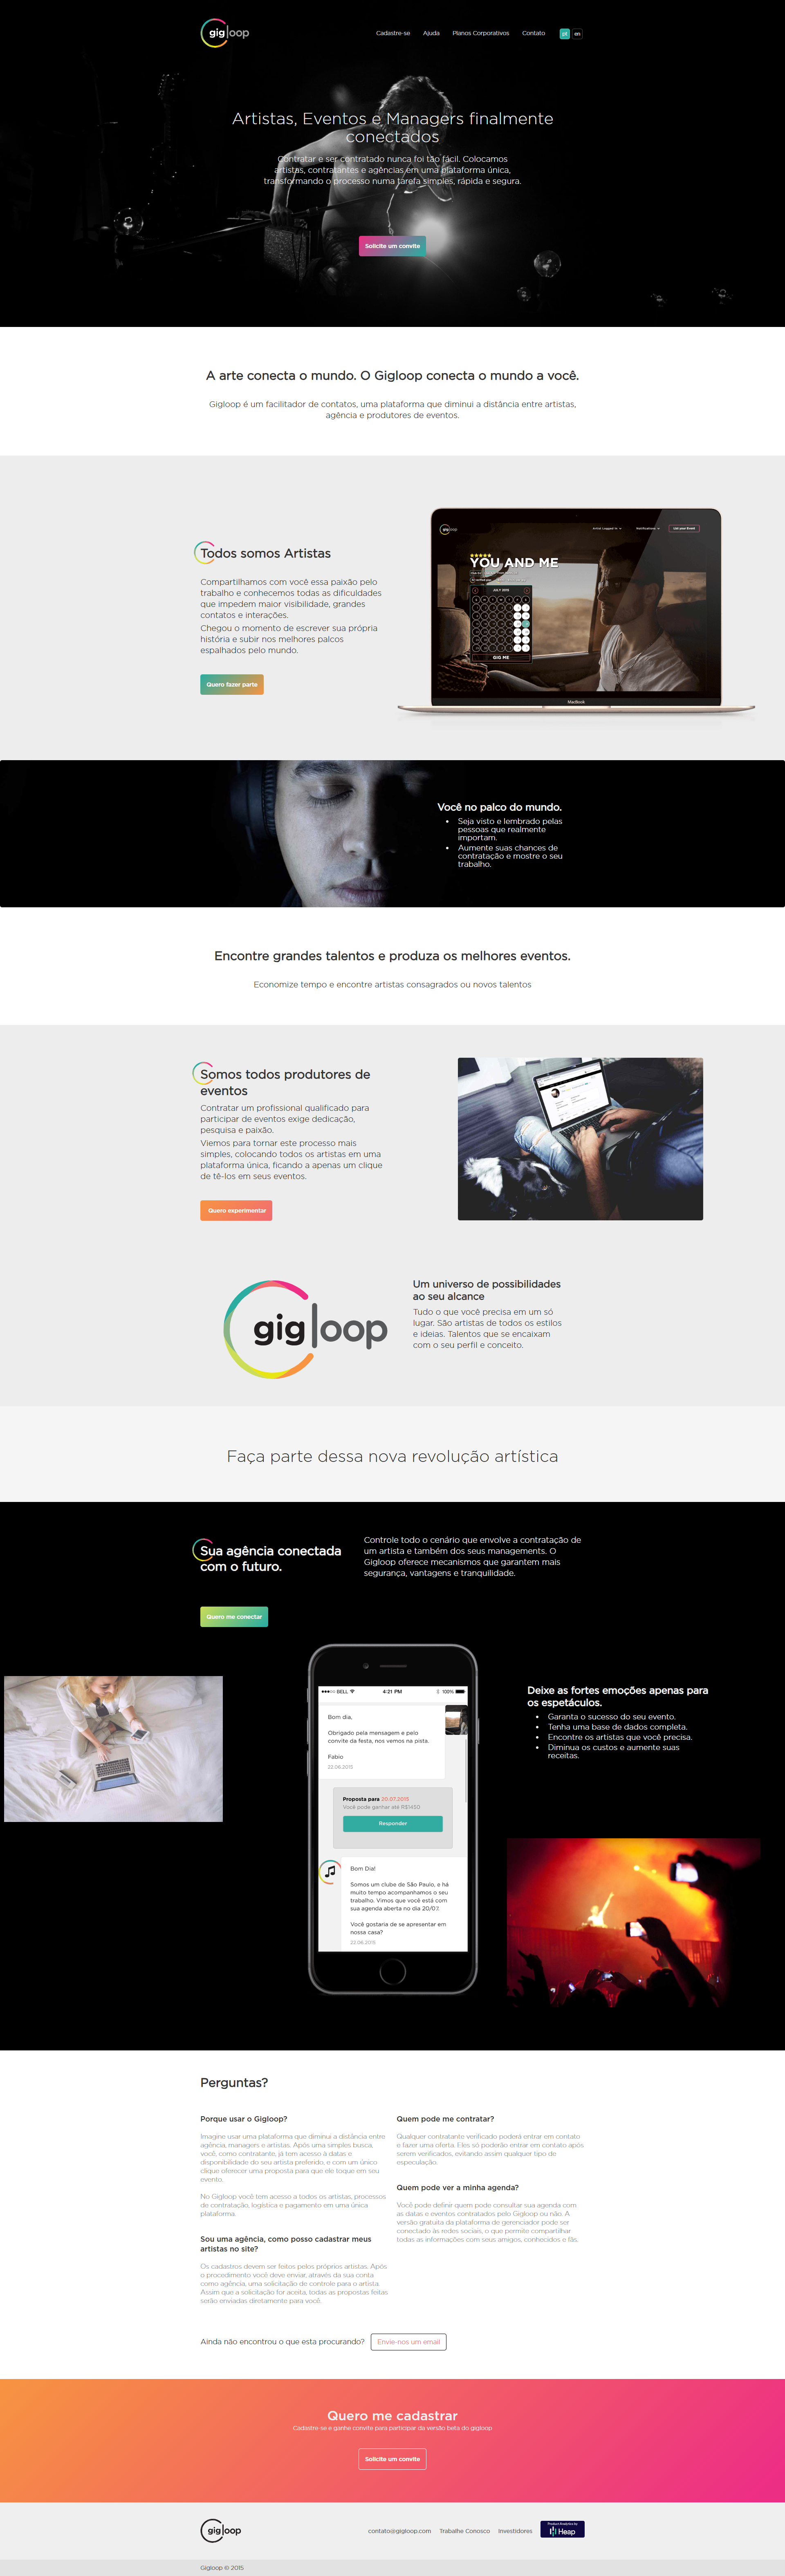 gigloop
Cadastre-se Ajuda Planos Corporativos Contato pt en
Artistas, Eventos e Managers finalmente
conectados
Contratar e ser contratado nunca foi tão fácil. Colocamos
artistas, contratantes e agências em uma plataforma única,
transformando o processo numa tarefa simples, rápida e segura.
Solicite um convite
A arte conecta o mundo. O Gigloop conecta o mundo a você.
Gigloop é um facilitador de contatos, uma plataforma que diminui a distância entre artistas,
agência e produtores de eventos.
Todos somos Artistas
Compartilhamos com você essa paixão pelo
trabalho e conhecemos todas as dificuldades
que impedem maior visibilidade, grandes
contatos e interações.
Chegou o momento de escrever sua própria
história e subir nos melhores palcos
espalhados pelo mundo.
Quero fazer parte
gigloop
Artist Logged in Notifications List your Event
YOU AND ME
JULY 2015
GIG ME
MacBook
Você no palco do mundo.
Seja visto e lembrado pelas
pessoas que realmente
importam.
Aumente suas chances de
contratação e mostre o seu
trabalho.
Encontre grandes talentos e produza os melhores eventos.
Economize tempo e encontre artistas consagrados ou novos talentos
Somos todos produtores de
eventos
Contratar um profissional qualificado para
participar de eventos exige dedicação,
pesquisa e paixão.
Viemos para tornar este processo mais
simples, colocando todos os artistas em uma
plataforma única, ficando a apenas um clique
de tê-los em seus eventos.
Quero experimentar
gigloop
Um universo de possibilidades
ao seu alcance
Tudo o que você precisa em um só
lugar. São artistas de todos os estilos
e ideias. Talentos que se encaixam
com o seu perfil e conceito.
Faça parte dessa nova revolução artística
Sua agência conectada
com o futuro.
Controle todo o cenário que envolve a contratação de
um artista e também dos seus managements. O
Gigloop oferece mecanismos que garantem mais
segurança, vantagens e tranquilidade.
Quero me conectar
BELL 4:21 PM 100%
Bom dia,
Obrigado pela mensagem e pelo
convite da festa, nos vemos na pista.
Fabio
22.06.2015
Proposta para 20.07.2015
Você pode ganhar até R$1450
Responder
Bom Dia!
Somos um clube de São Paulo, e há
muito tempo acompanhamos o seu
trabalho. Vimos que você está com
sua agenda aberta no dia 20/07.
Você gostaria de se apresentar em
nossa casa?
22.06.2015
Deixe as fortes emoções apenas para
os espetáculos.
Garanta o sucesso do seu evento.
Tenha uma base de dados completa.
Encontre os artistas que você precisa.
Diminua os custos e aumente suas
receitas.
Perguntas?
Porque usar o Gigloop?
Imagine usar uma plataforma que diminui a distância entre
agência, managers e artistas. Após uma simples busca,
você, como contratante, já tem acesso à datas e
disponibilidade do seu artista preferido, e com um único
clique oferecer uma proposta para que ele toque em seu
evento.
No Gigloop você tem acesso a todos os artistas, processos
de contratação, logística e pagamento em uma única
plataforma.
Sou uma agência, como posso cadastrar meus
artistas no site?
Os cadastros devem ser feitos pelos próprios artistas. Após
o procedimento você deve enviar, através da sua conta
como agência, uma solicitação de controle para o artista.
Assim que a solicitação for aceita, todas as propostas feitas
serão enviadas diretamente para você.
Quem pode me contratar?
Qualquer contratante verificado poderá entrar em contato
e fazer uma oferta. Eles só poderão entrar em contato após
serem verificados, evitando assim qualquer tipo de
especulação.
Quem pode ver a minha agenda?
Você pode definir quem pode consultar sua agenda com
as datas e eventos contratados pelo Gigloop ou não. A
versão gratuita da plataforma de gerenciador pode ser
conectado às redes sociais, o que permite compartilhar
todas as informações com seus amigos, conhecidos e fãs.
Ainda não encontrou o que esta procurando? Envie-nos um email
Quero me cadastrar
Cadastre-se e ganhe convite para participar da versão beta do gigloop
Solicite um convite
gigloop
contato@gigloop.com Trabalhe Conosco Investidores
Product Analytics by
Heap
Gigloop © 2015.